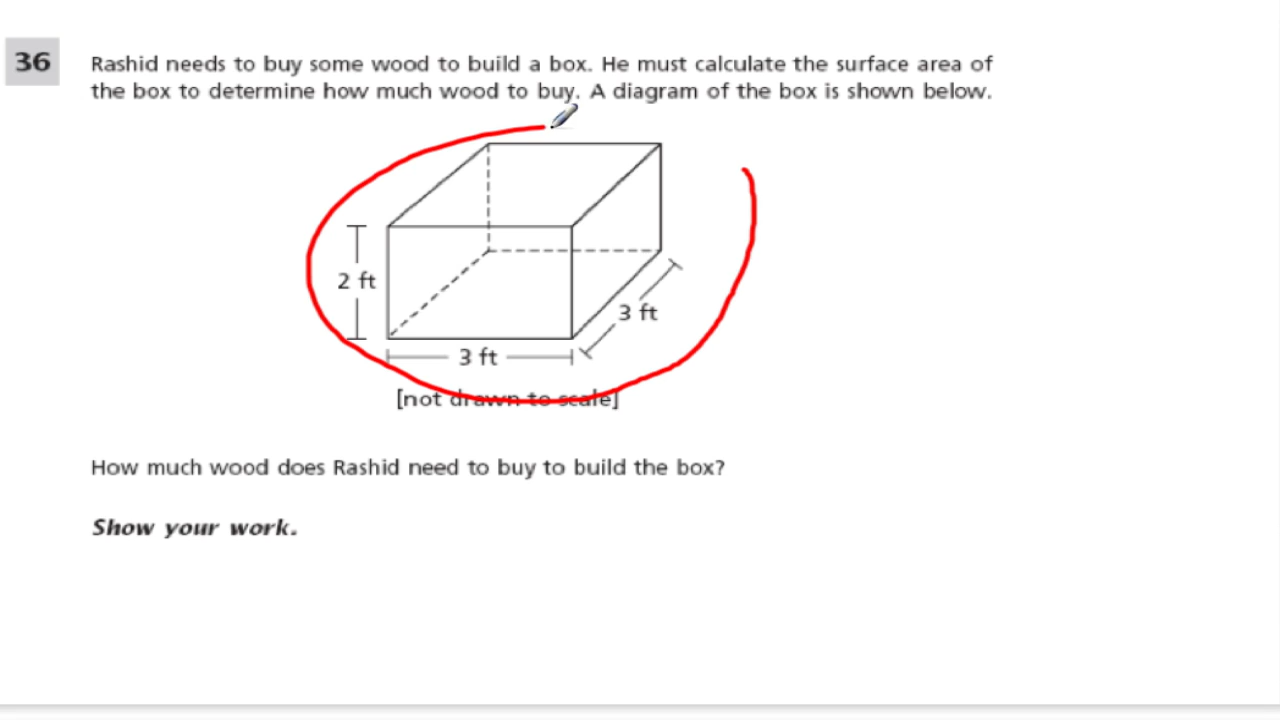 36
Rashid needs to buy some wood to build a box. He must calculate the surface area of
the box to determine how much wood to buy. A diagram of the box is shown below.
2 ft
3 ft
3 ft
[not drawn to scale]
How much wood does Rashid need to buy to build the box?
Show your work.